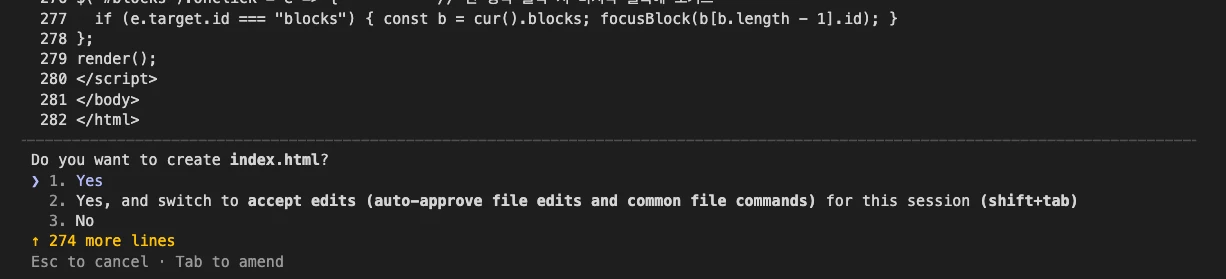 277   if (e.target.id === "blocks") { const b = cur().blocks; focusBlock(b[b.length - 1].id); }
278 };
279 render();
280 </script>
281 </body>
282 </html>
Do you want to create index.html?
❯ 1. Yes
2. Yes, and switch to accept edits (auto-approve file edits and common file commands) for this session (shift+tab)
3. No
↑ 274 more lines
Esc to cancel · Tab to amend